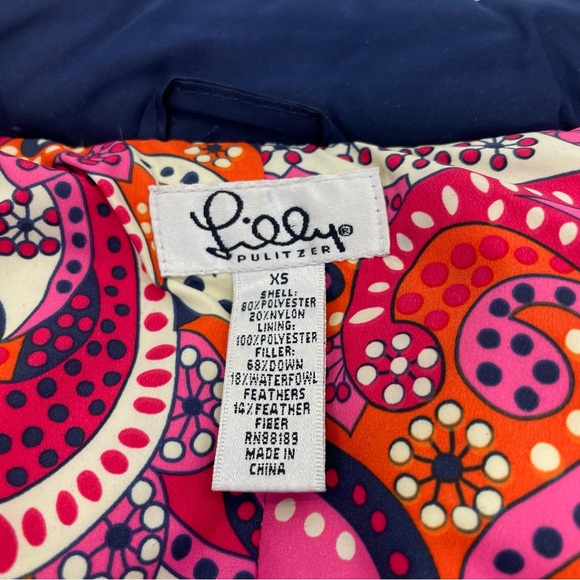 Lilly®
PULITZER
XS
SHELL:
80%POLYESTER
20%NYLON
LINING:
100%POLYESTER
FILLER:
68%DOWN
18%WATERFOWL
FEATHERS
14%FEATHER
FIBER
RN88189
MADE IN
CHINA